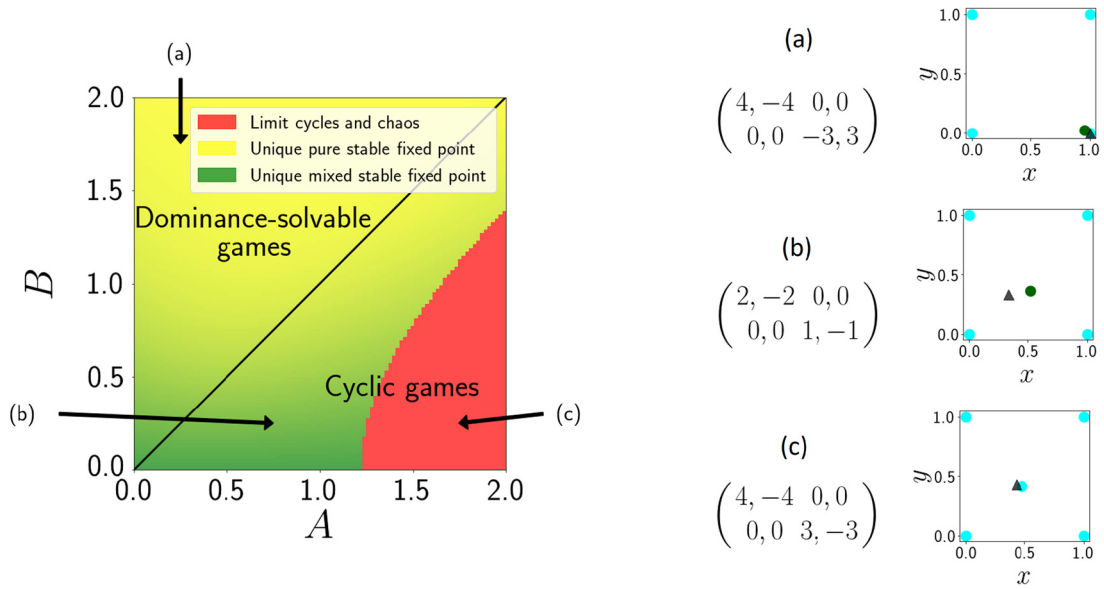 (a)
2.0
Limit cycles and chaos
Unique pure stable fixed point
Unique mixed stable fixed point
1.5
Dominance-solvable
games
B
1.0
0.5
Cyclic games
(b)
(c)
0.0
0.0 0.5 1.0 1.5 2.0
A
(a)
4, −4 0, 0
0, 0 −3, 3
1.0
y
0.5
0.0
0.0 0.5 1.0
x
(b)
2, −2 0, 0
0, 0 1, −1
1.0
y
0.5
0.0
0.0 0.5 1.0
x
(c)
4, −4 0, 0
0, 0 3, −3
1.0
y
0.5
0.0
0.0 0.5 1.0
x